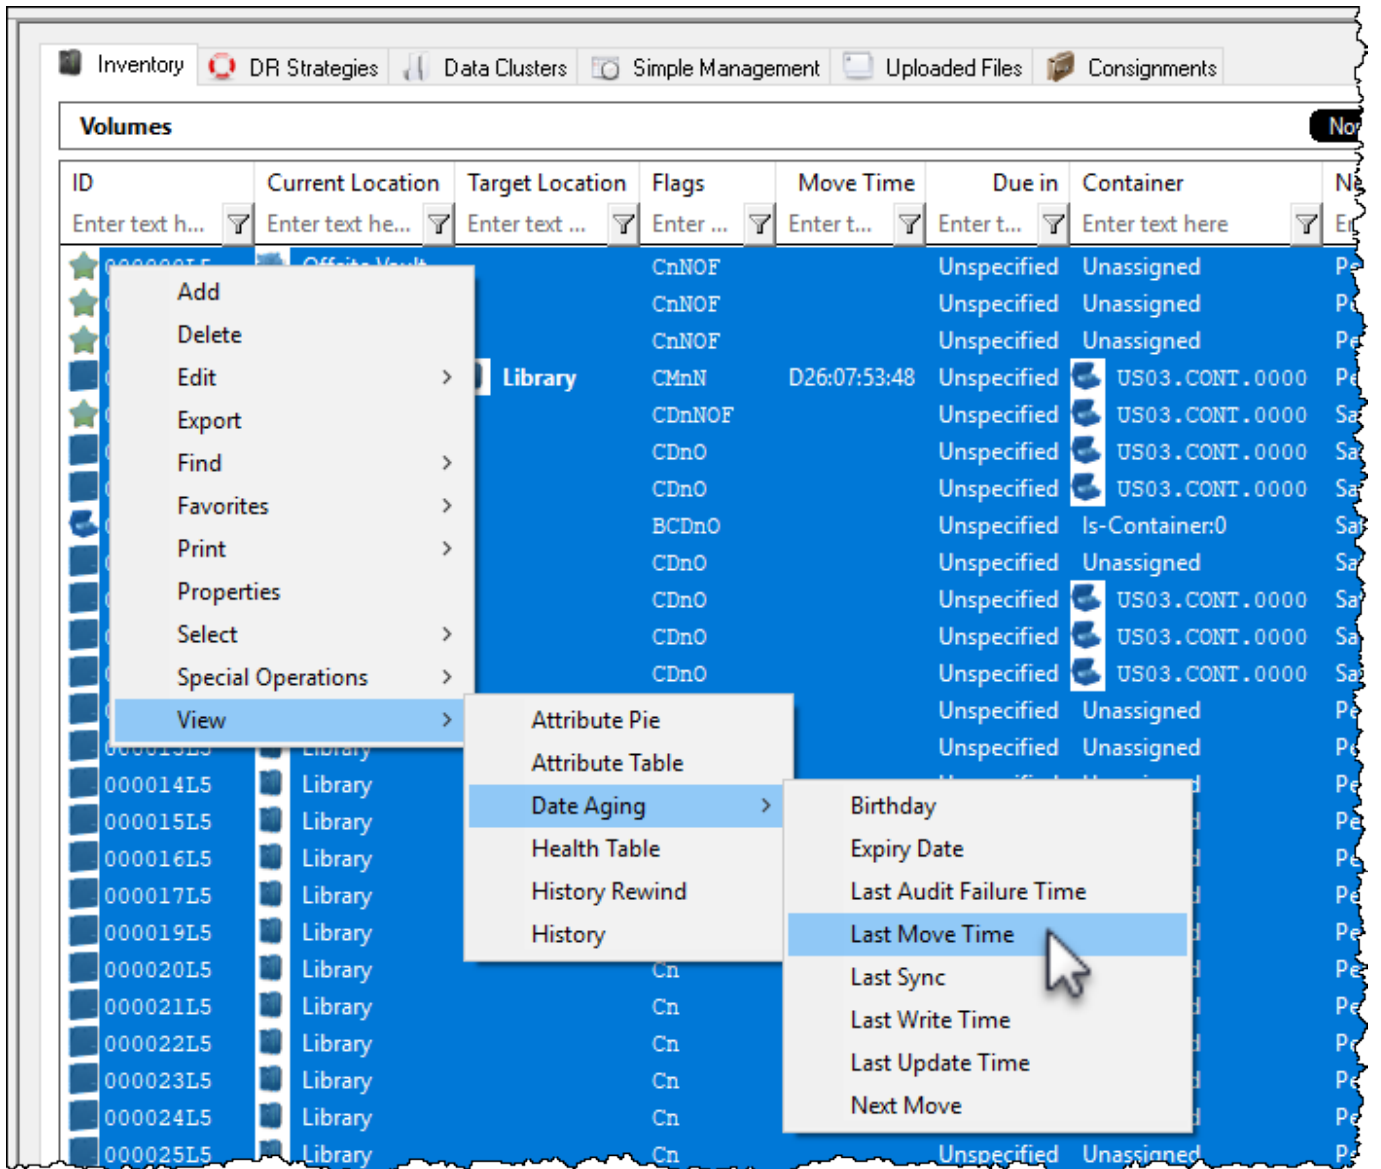 Inventory DR Strategies Data Clusters Simple Management Uploaded Files Consignments
Volumes
ID Current Location Target Location Flags Move Time Due in Container
Enter text h... Enter text he... Enter text ... Enter ... Enter t... Enter t... Enter text here
CnNOF Unspecified Unassigned
CnNOF Unspecified Unassigned
CnNOF Unspecified Unassigned
Library CMnN D26:07:53:48 Unspecified US03.CONT.0000
CDnNOF Unspecified US03.CONT.0000
CDnO Unspecified US03.CONT.0000
CDnO Unspecified US03.CONT.0000
BCDnO Unspecified Is-Container:0
CDnO Unspecified Unassigned
CDnO Unspecified US03.CONT.0000
CDnO Unspecified US03.CONT.0000
CDnO Unspecified US03.CONT.0000
Unspecified Unassigned
Library Unspecified Unassigned
000014L5 Library
000015L5 Library
000016L5 Library
000017L5 Library
000019L5 Library
000020L5 Library Cn
000021L5 Library Cn
000022L5 Library Cn
000023L5 Library Cn
000024L5 Library Cn
000025L5 Library Cn Unspecified Unassigned
Add
Delete
Edit
Export
Find
Favorites
Print
Properties
Select
Special Operations
View
Attribute Pie
Attribute Table
Date Aging
Health Table
History Rewind
History
Birthday
Expiry Date
Last Audit Failure Time
Last Move Time
Last Sync
Last Write Time
Last Update Time
Next Move